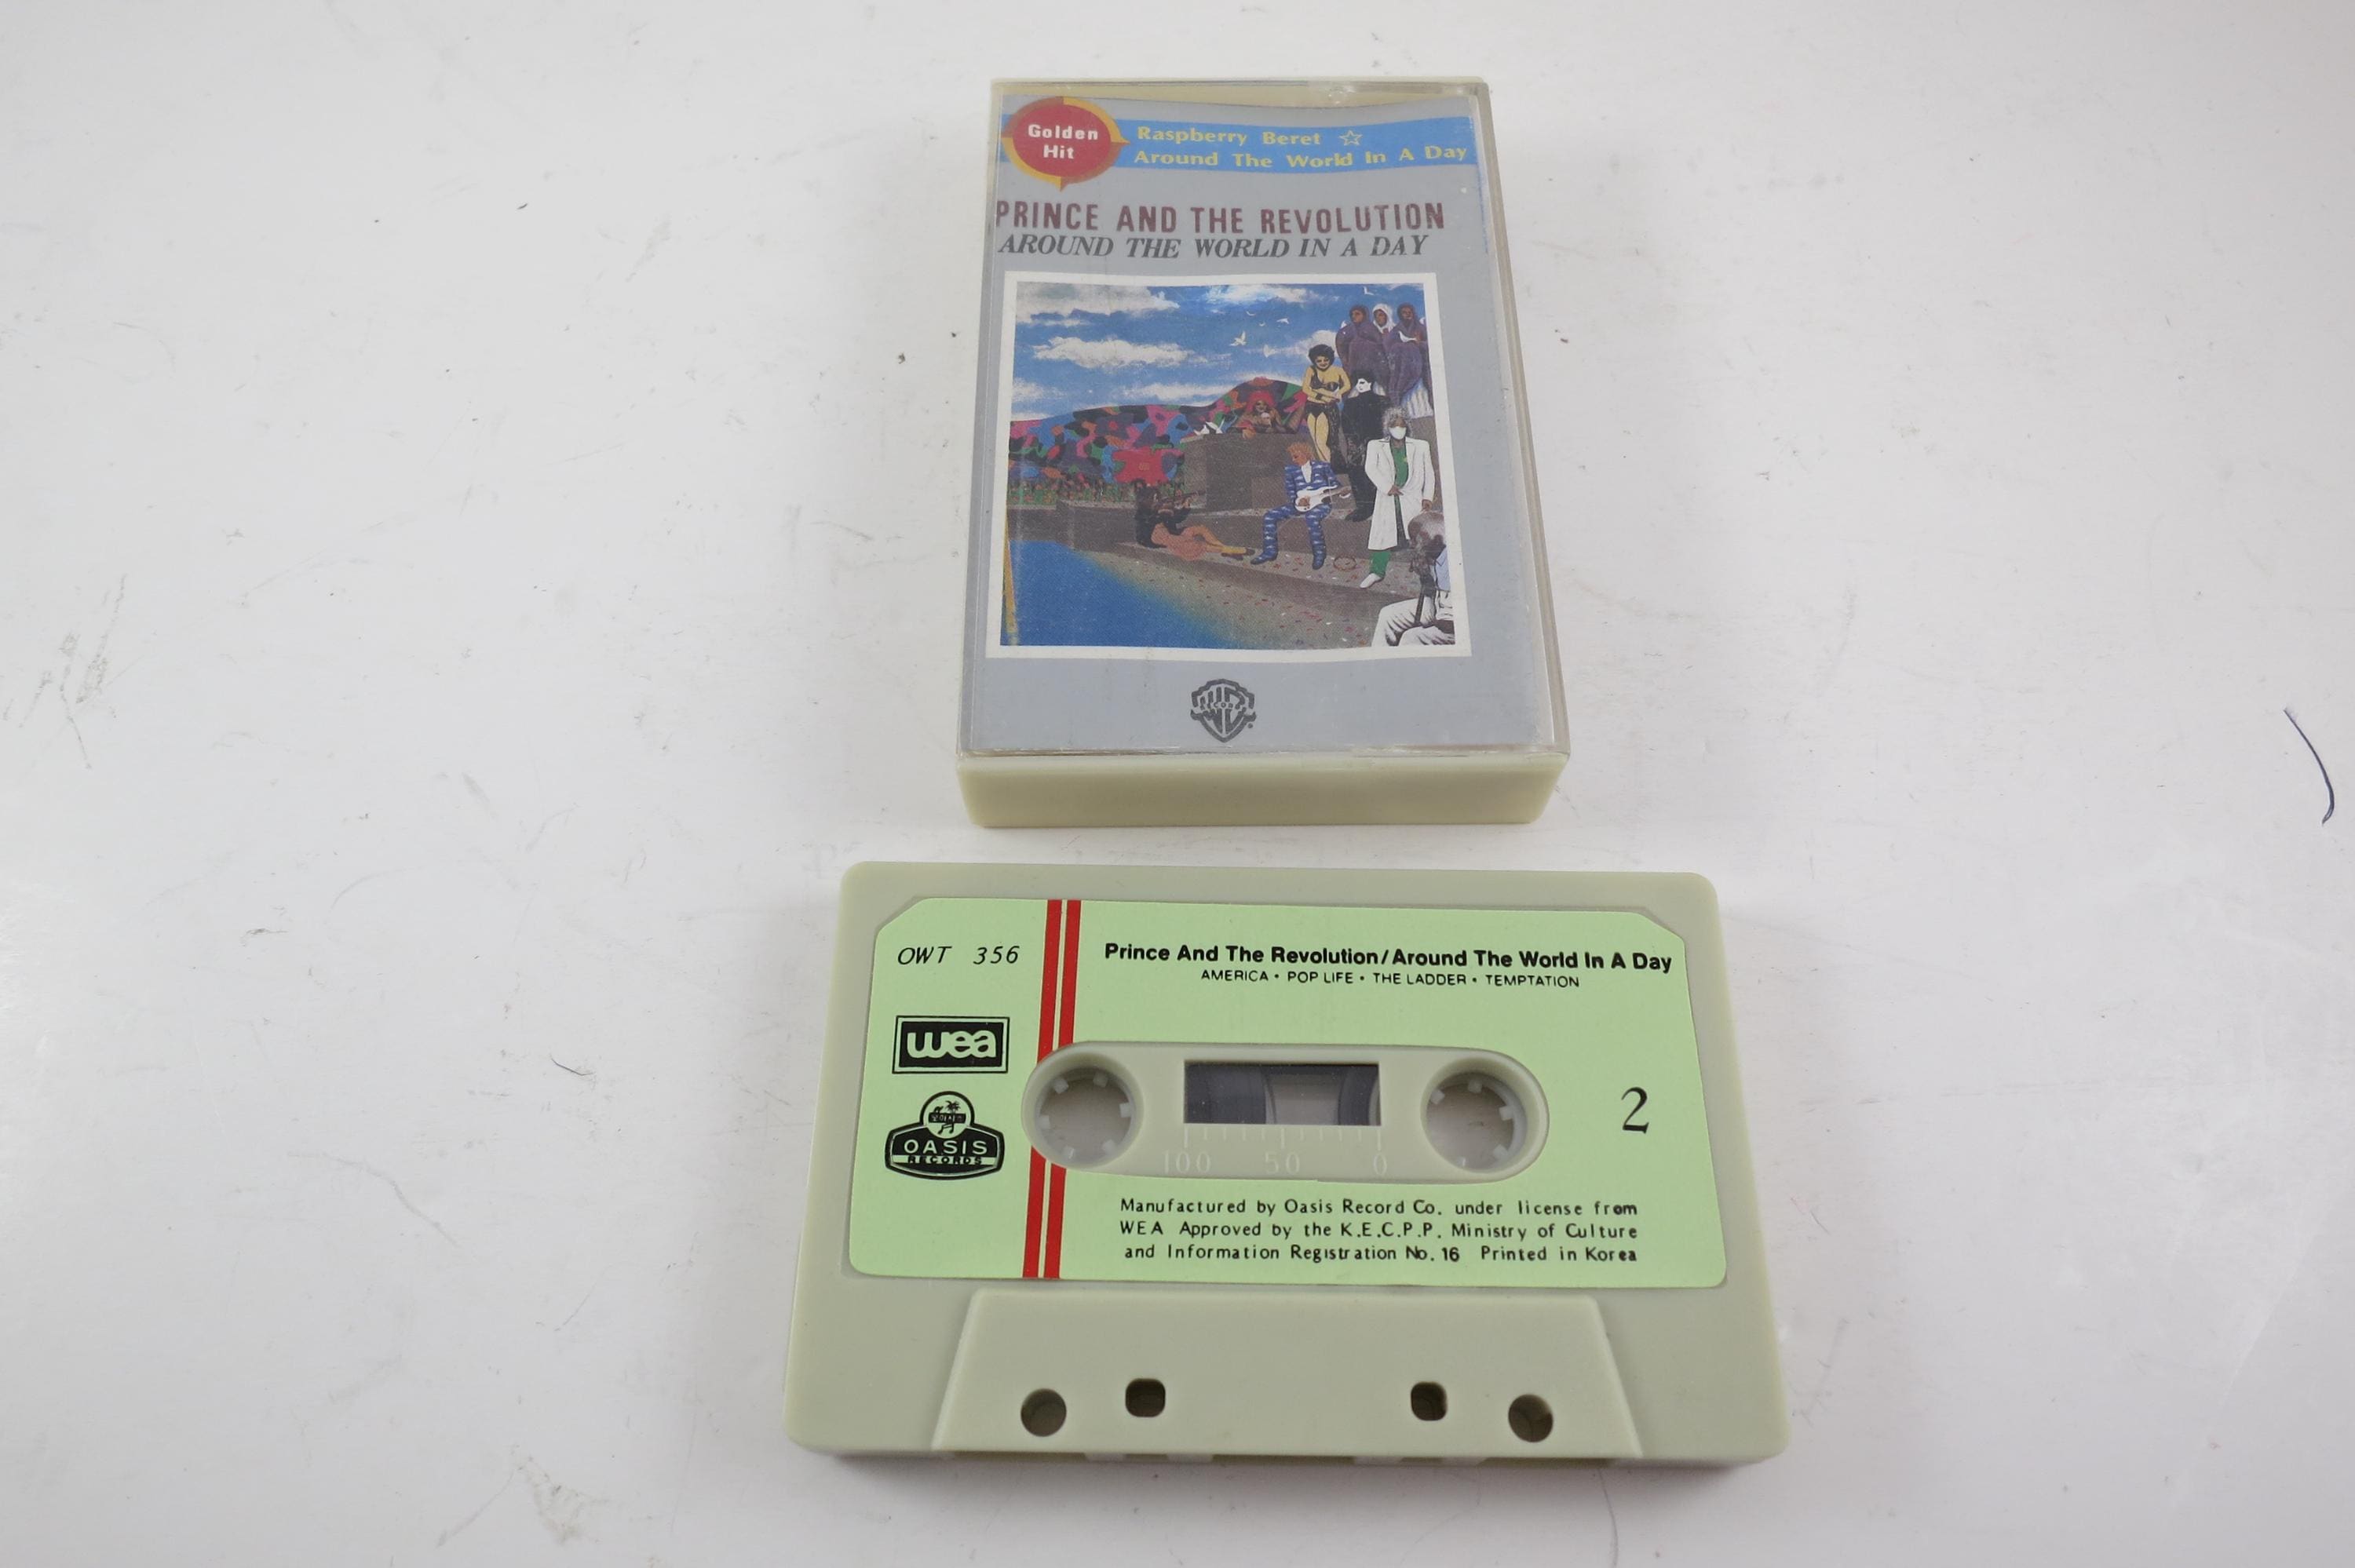 Golden
Hit
Raspberry Beret ☆
Around The World In A Day
PRINCE AND THE REVOLUTION
AROUND THE WORLD IN A DAY
WB
RECORDS
OWT 356
Prince And The Revolution/Around The World In A Day
AMERICA • POP LIFE • THE LADDER • TEMPTATION
wea
OASIS
RECORDS
2
100 50 0
Manufactured by Oasis Record Co. under license from
WEA Approved by the K.E.C.P.P. Ministry of Culture
and Information Registration No. 16 Printed in Korea